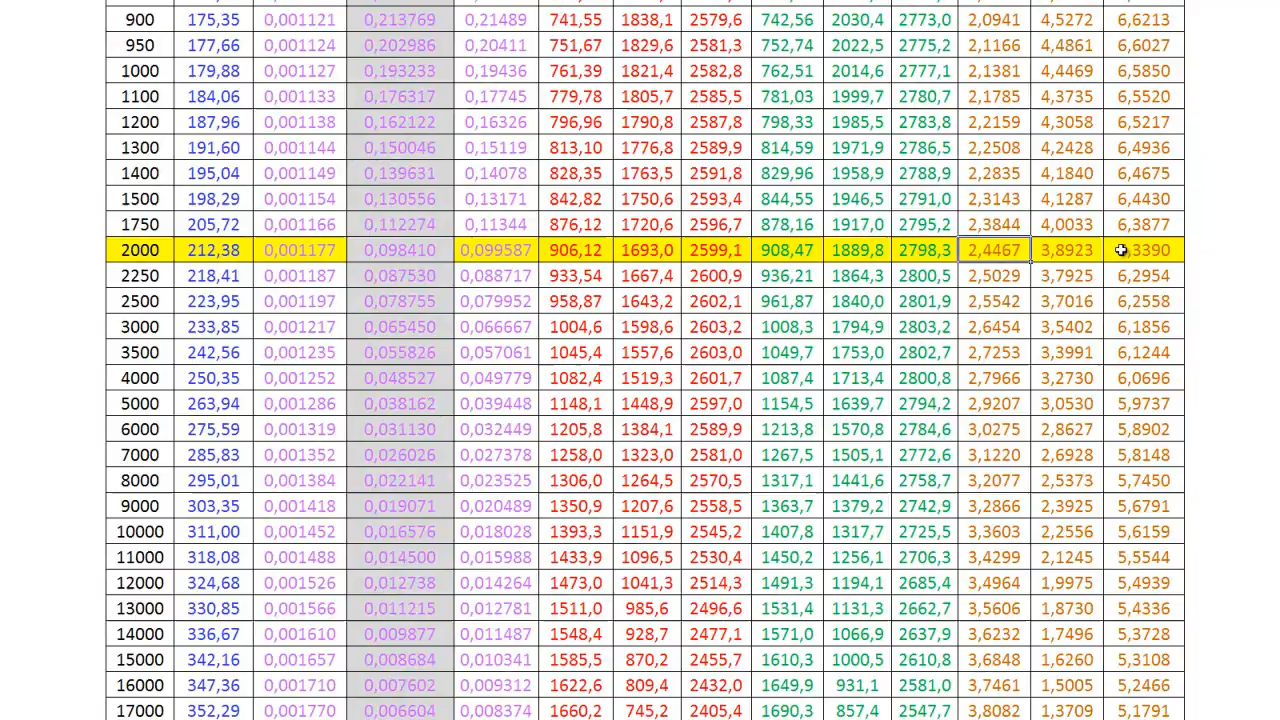 900 175,35 0,001121 0,213769 0,21489 741,55 1838,1 2579,6 742,56 2030,4 2773,0 2,0941 4,5272 6,6213
950 177,66 0,001124 0,202986 0,20411 751,67 1829,6 2581,3 752,74 2022,5 2775,2 2,1166 4,4861 6,6027
1000 179,88 0,001127 0,193233 0,19436 761,39 1821,4 2582,8 762,51 2014,6 2777,1 2,1381 4,4469 6,5850
1100 184,06 0,001133 0,176317 0,17745 779,78 1805,7 2585,5 781,03 1999,7 2780,7 2,1785 4,3735 6,5520
1200 187,96 0,001138 0,162122 0,16326 796,96 1790,8 2587,8 798,33 1985,5 2783,8 2,2159 4,3058 6,5217
1300 191,60 0,001144 0,150046 0,15119 813,10 1776,8 2589,9 814,59 1971,9 2786,5 2,2508 4,2428 6,4936
1400 195,04 0,001149 0,139631 0,14078 828,35 1763,5 2591,8 829,96 1958,9 2788,9 2,2835 4,1840 6,4675
1500 198,29 0,001154 0,130556 0,13171 842,82 1750,6 2593,4 844,55 1946,5 2791,0 2,3143 4,1287 6,4430
1750 205,72 0,001166 0,112274 0,11344 876,12 1720,6 2596,7 878,16 1917,0 2795,2 2,3844 4,0033 6,3877
2000 212,38 0,001177 0,098410 0,099587 906,12 1693,0 2599,1 908,47 1889,8 2798,3 2,4467 3,8923 ,3390
2250 218,41 0,001187 0,087530 0,088717 933,54 1667,4 2600,9 936,21 1864,3 2800,5 2,5029 3,7925 6,2954
2500 223,95 0,001197 0,078755 0,079952 958,87 1643,2 2602,1 961,87 1840,0 2801,9 2,5542 3,7016 6,2558
3000 233,85 0,001217 0,065450 0,066667 1004,6 1598,6 2603,2 1008,3 1794,9 2803,2 2,6454 3,5402 6,1856
3500 242,56 0,001235 0,055826 0,057061 1045,4 1557,6 2603,0 1049,7 1753,0 2802,7 2,7253 3,3991 6,1244
4000 250,35 0,001252 0,048527 0,049779 1082,4 1519,3 2601,7 1087,4 1713,4 2800,8 2,7966 3,2730 6,0696
5000 263,94 0,001286 0,038162 0,039448 1148,1 1448,9 2597,0 1154,5 1639,7 2794,2 2,9207 3,0530 5,9737
6000 275,59 0,001319 0,031130 0,032449 1205,8 1384,1 2589,9 1213,8 1570,8 2784,6 3,0275 2,8627 5,8902
7000 285,83 0,001352 0,026026 0,027378 1258,0 1323,0 2581,0 1267,5 1505,1 2772,6 3,1220 2,6928 5,8148
8000 295,01 0,001384 0,022141 0,023525 1306,0 1264,5 2570,5 1317,1 1441,6 2758,7 3,2077 2,5373 5,7450
9000 303,35 0,001418 0,019071 0,020489 1350,9 1207,6 2558,5 1363,7 1379,2 2742,9 3,2866 2,3925 5,6791
10000 311,00 0,001452 0,016576 0,018028 1393,3 1151,9 2545,2 1407,8 1317,7 2725,5 3,3603 2,2556 5,6159
11000 318,08 0,001488 0,014500 0,015988 1433,9 1096,5 2530,4 1450,2 1256,1 2706,3 3,4299 2,1245 5,5544
12000 324,68 0,001526 0,012738 0,014264 1473,0 1041,3 2514,3 1491,3 1194,1 2685,4 3,4964 1,9975 5,4939
13000 330,85 0,001566 0,011215 0,012781 1511,0 985,6 2496,6 1531,4 1131,3 2662,7 3,5606 1,8730 5,4336
14000 336,67 0,001610 0,009877 0,011487 1548,4 928,7 2477,1 1571,0 1066,9 2637,9 3,6232 1,7496 5,3728
15000 342,16 0,001657 0,008684 0,010341 1585,5 870,2 2455,7 1610,3 1000,5 2610,8 3,6848 1,6260 5,3108
16000 347,36 0,001710 0,007602 0,009312 1622,6 809,4 2432,0 1649,9 931,1 2581,0 3,7461 1,5005 5,2466
17000 352,29 0,001770 0,006604 0,008374 1660,2 745,2 2405,4 1690,3 857,4 2547,7 3,8082 1,3709 5,1791